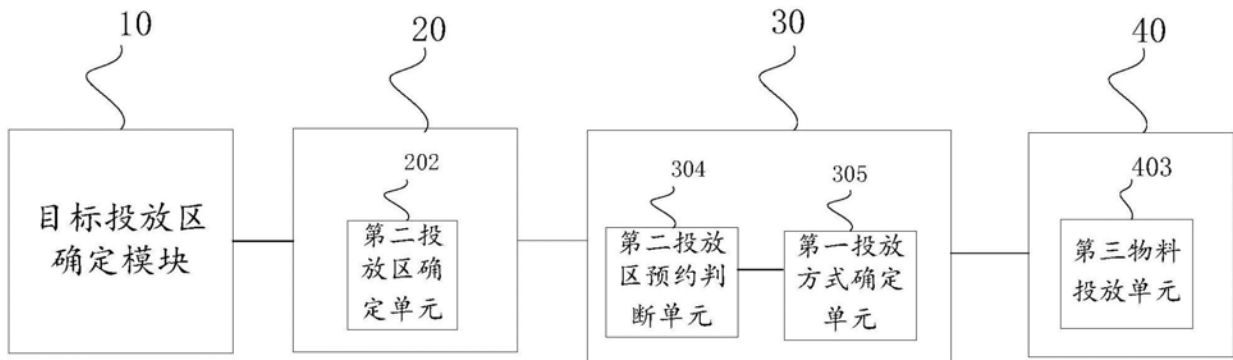 10
20
30
40
目标投放区
确定模块
202
第二投
放区确
定单元
304
第二投放
区预约判
断单元
305
第一投放
方式确定
单元
403
第三物料
投放单元